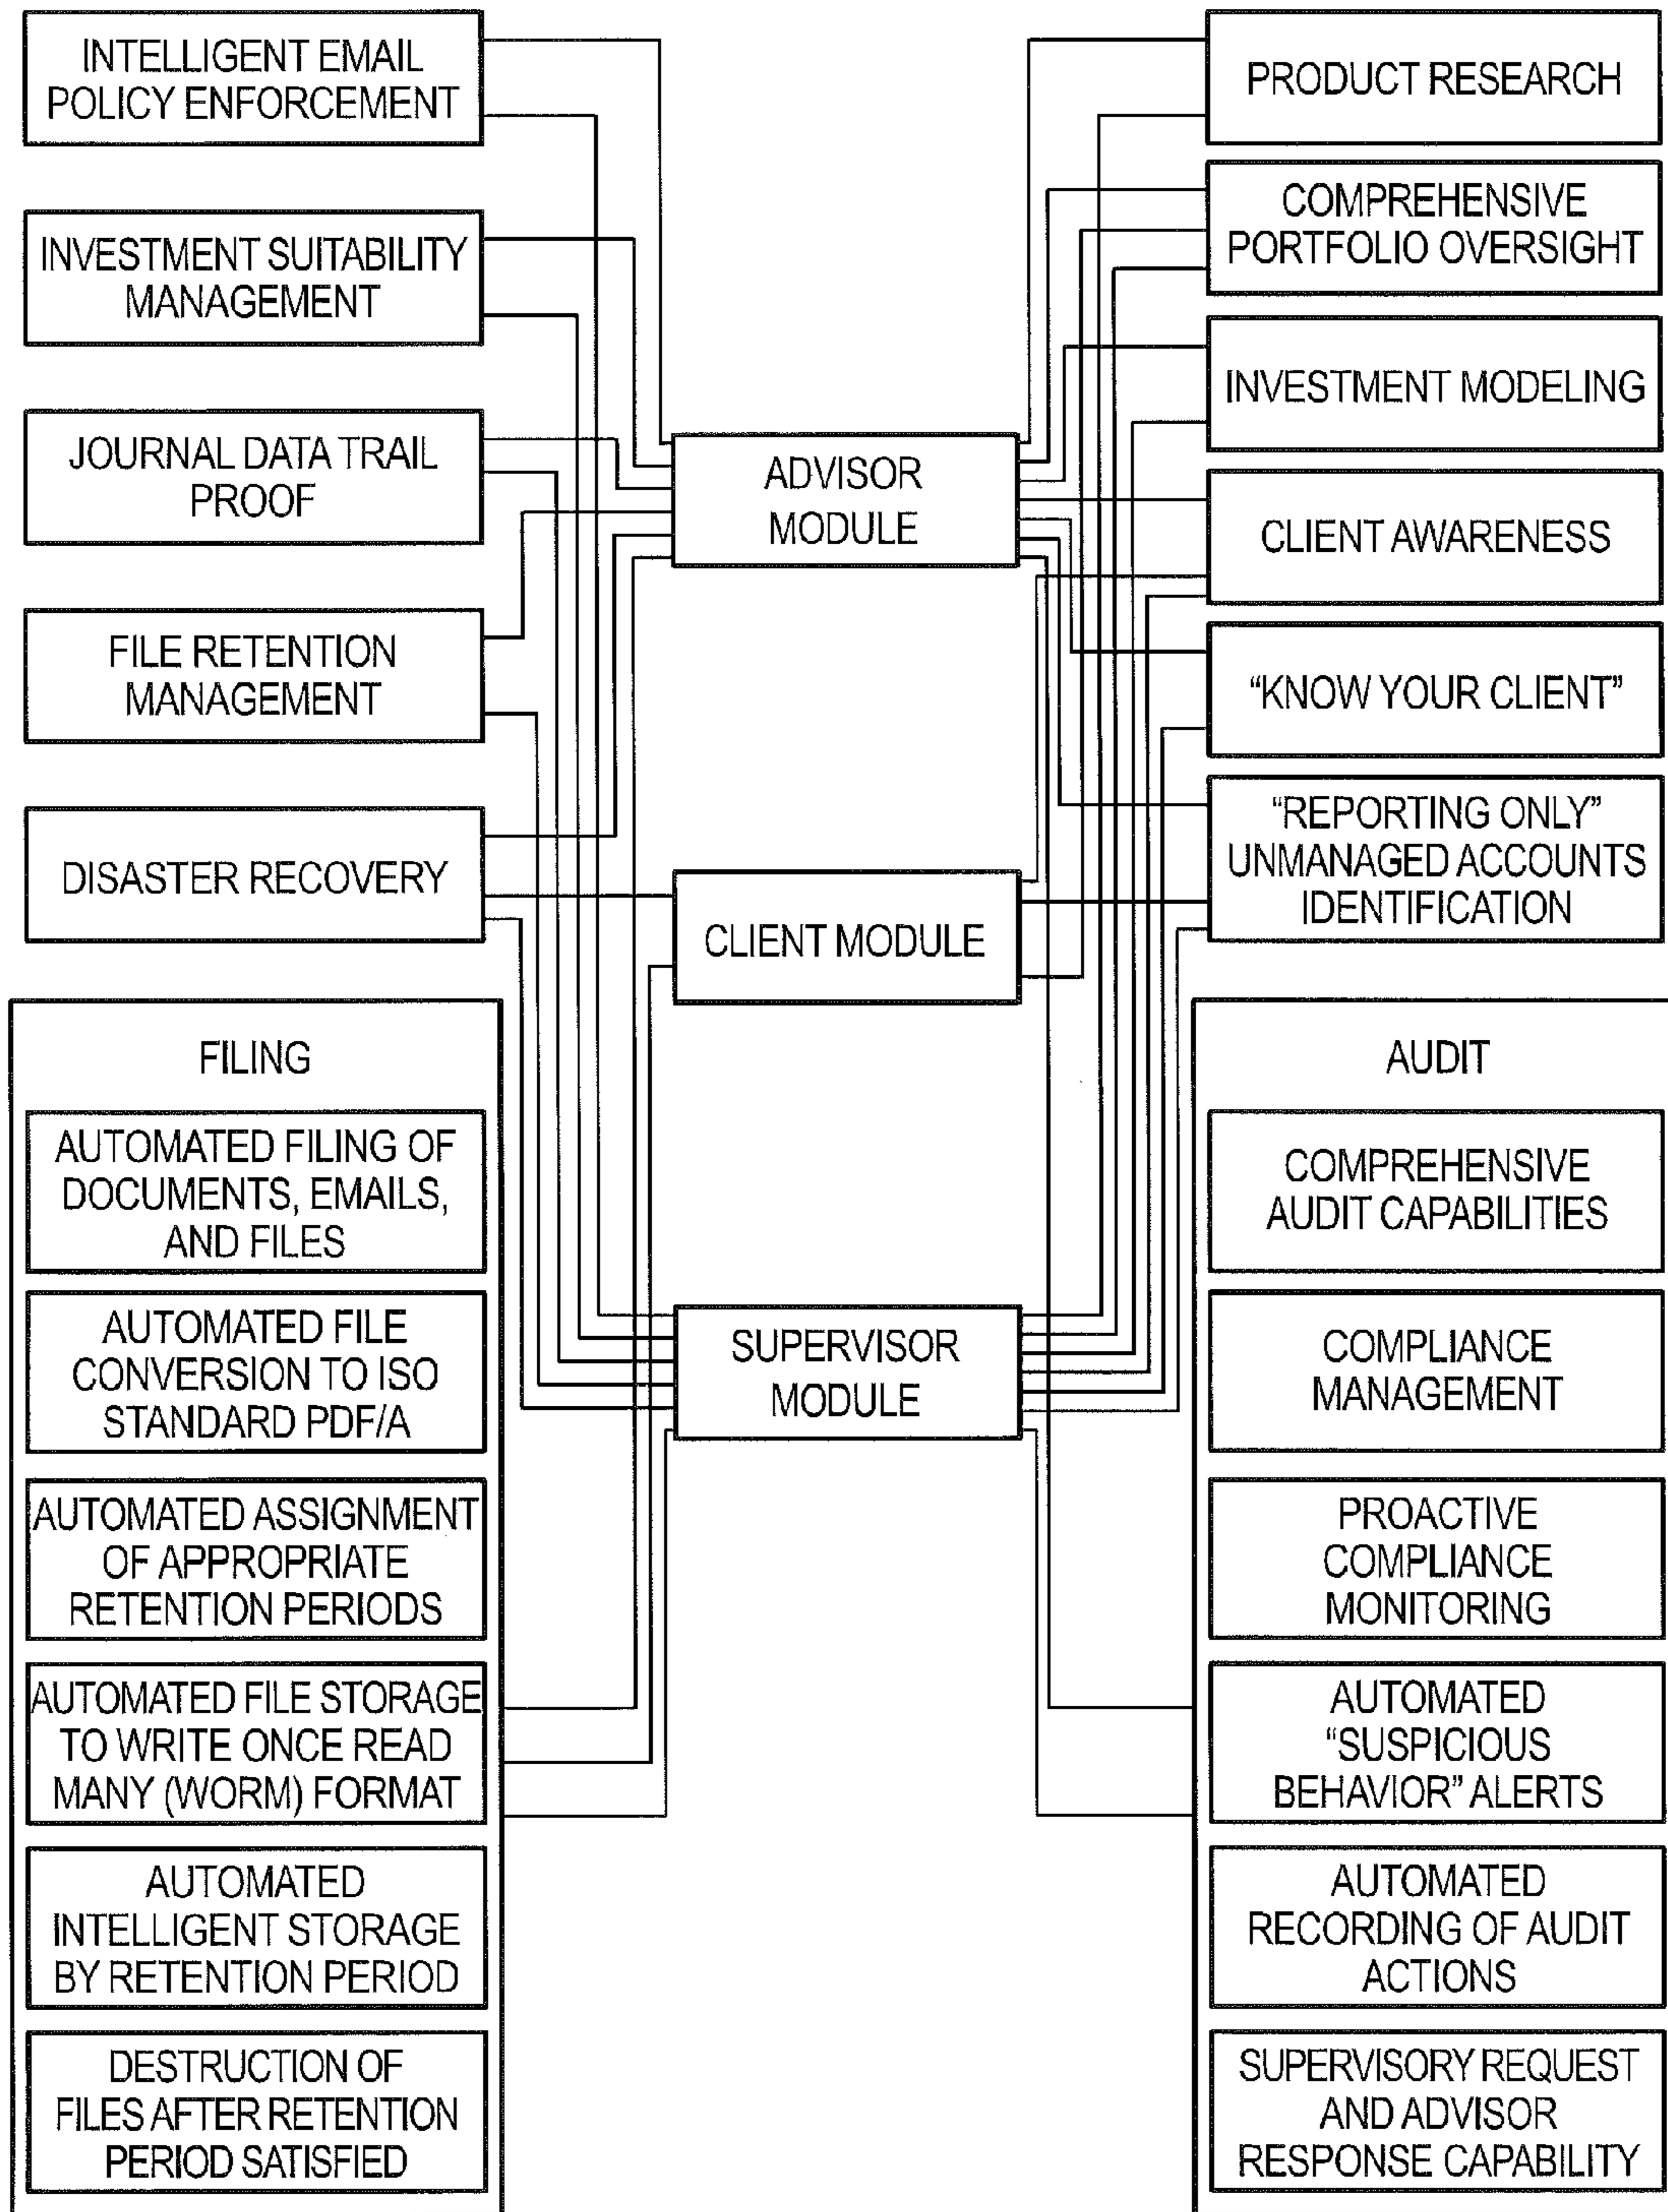 INTELLIGENT EMAIL
POLICY ENFORCEMENT
INVESTMENT SUITABILITY
MANAGEMENT
JOURNAL DATA TRAIL
PROOF
FILE RETENTION
MANAGEMENT
DISASTER RECOVERY
FILING
AUTOMATED FILING OF
DOCUMENTS, EMAILS,
AND FILES
AUTOMATED FILE
CONVERSION TO ISO
STANDARD PDF/A
AUTOMATED ASSIGNMENT
OF APPROPRIATE
RETENTION PERIODS
AUTOMATED FILE STORAGE
TO WRITE ONCE READ
MANY (WORM) FORMAT
AUTOMATED
INTELLIGENT STORAGE
BY RETENTION PERIOD
DESTRUCTION OF
FILES AFTER RETENTION
PERIOD SATISFIED
ADVISOR
MODULE
CLIENT MODULE
SUPERVISOR
MODULE
PRODUCT RESEARCH
COMPREHENSIVE
PORTFOLIO OVERSIGHT
INVESTMENT MODELING
CLIENT AWARENESS
“KNOW YOUR CLIENT”
“REPORTING ONLY”
UNMANAGED ACCOUNTS
IDENTIFICATION
AUDIT
COMPREHENSIVE
AUDIT CAPABILITIES
COMPLIANCE
MANAGEMENT
PROACTIVE
COMPLIANCE
MONITORING
AUTOMATED
“SUSPICIOUS
BEHAVIOR” ALERTS
AUTOMATED
RECORDING OF AUDIT
ACTIONS
SUPERVISORY REQUEST
AND ADVISOR
RESPONSE CAPABILITY